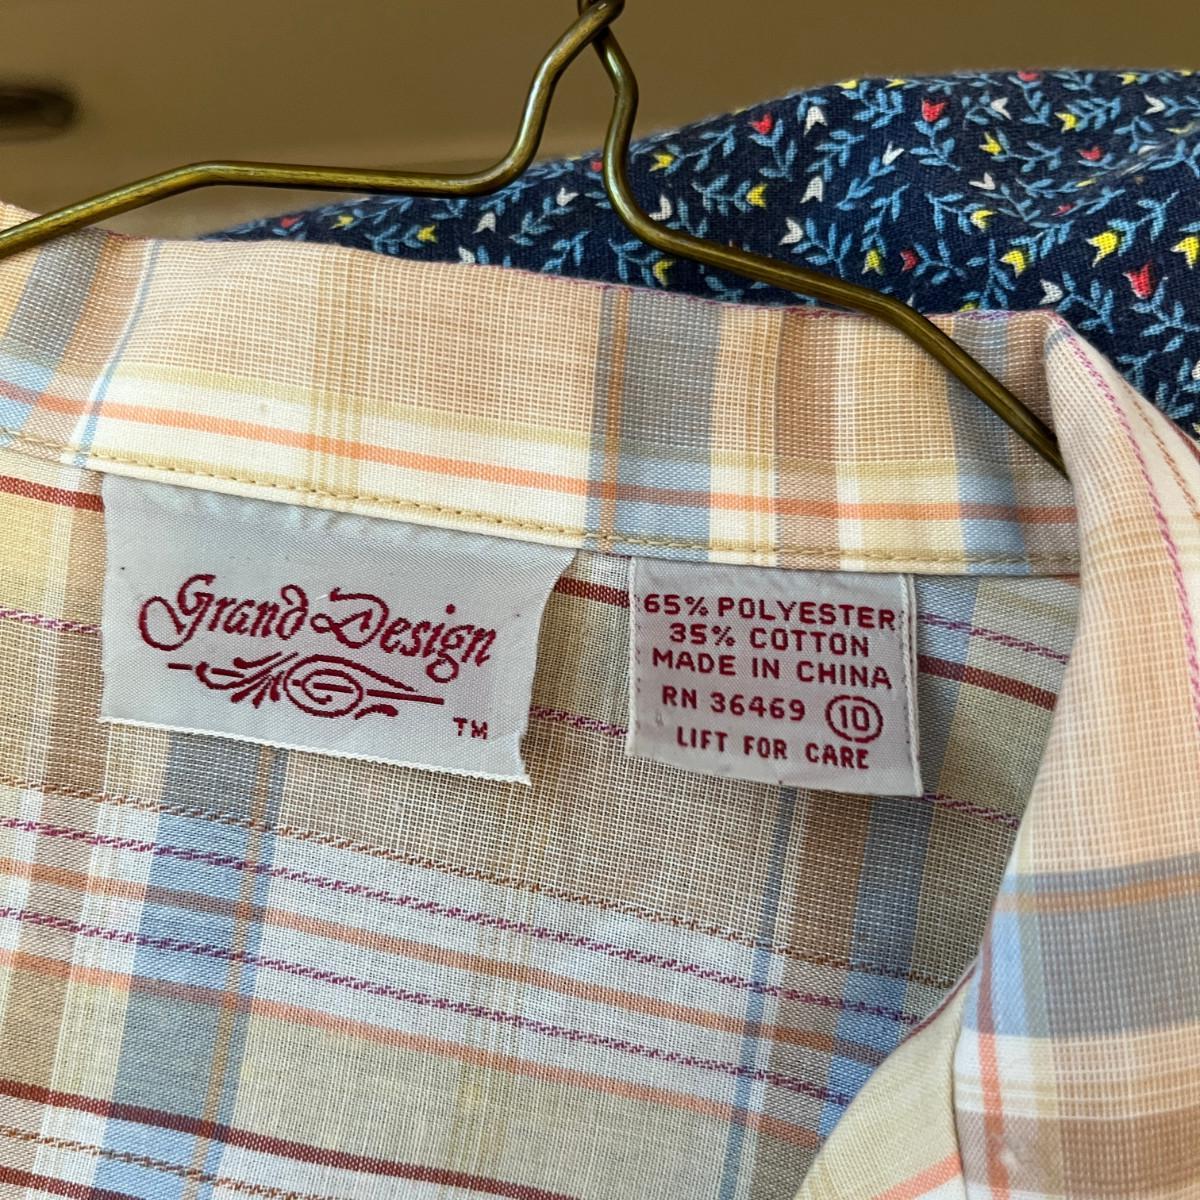 Grand Design
TM
65% POLYESTER
35% COTTON
MADE IN CHINA
RN 36469 10
LIFT FOR CARE